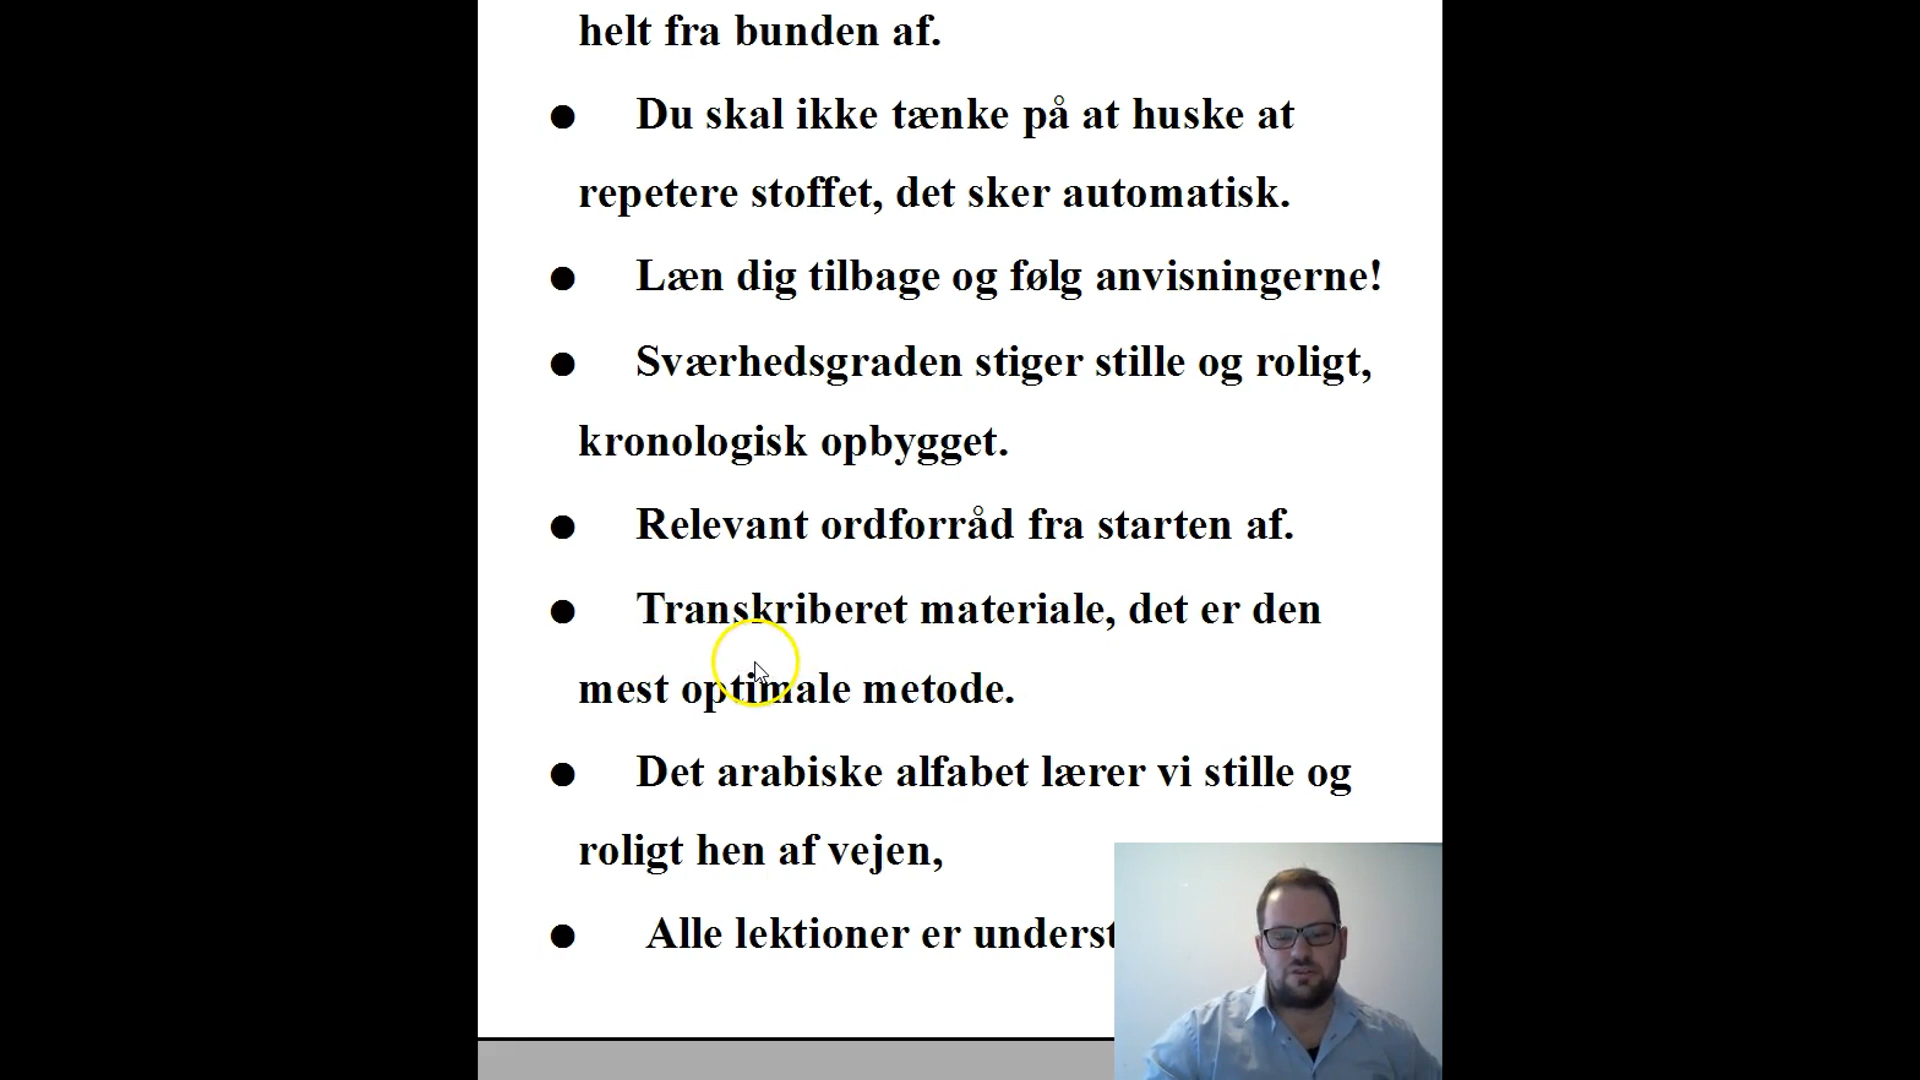 helt fra bunden af.
● Du skal ikke tænke på at huske at
repetere stoffet, det sker automatisk.
● Læn dig tilbage og følg anvisningerne!
● Sværhedsgraden stiger stille og roligt,
kronologisk opbygget.
● Relevant ordforråd fra starten af.
● Transkriberet materiale, det er den
mest optimale metode.
● Det arabiske alfabet lærer vi stille og
roligt hen af vejen,
● Alle lektioner er